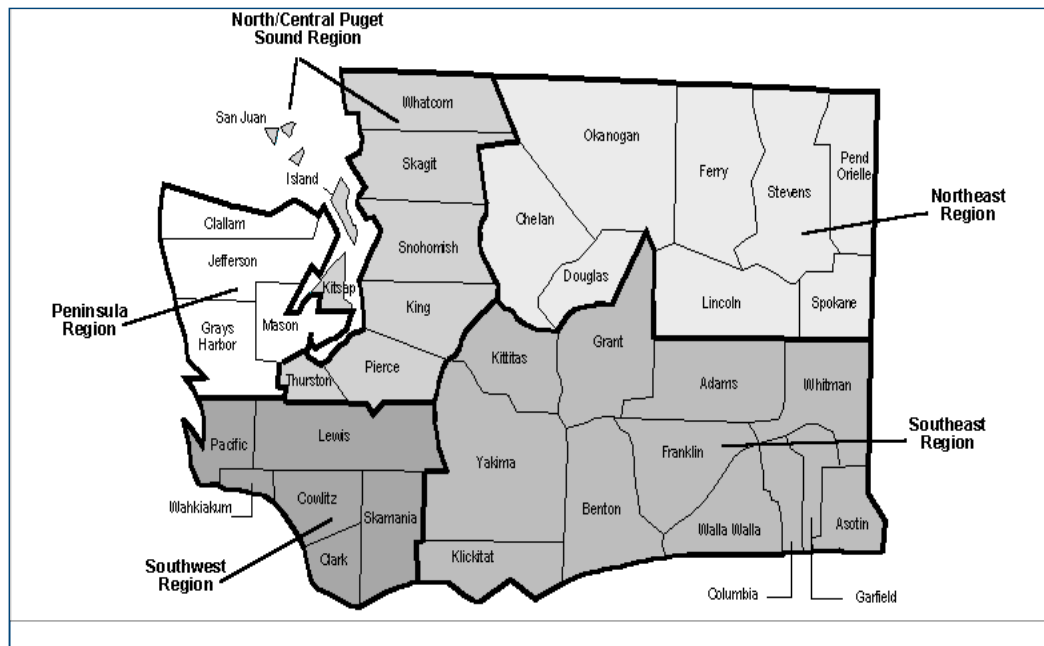 North/Central Puget
Sound Region
Whatcom
San Juan
Okanogan
Skagit
Ferry
Pend
Orielle
Stevens
Island
Northeast
Region
Clallam
Chelan
Snohomish
Jefferson
Douglas
Kitsap
Lincoln
Spokane
King
Peninsula
Region
Mason
Grays
Harbor
Grant
Kittitas
Pierce
Thurston
Adams
Whitman
Lewis
Southeast
Region
Pacific
Franklin
Yakima
Cowlitz
Wahkiakum
Skamania
Benton
Walla Walla
Asotin
Klickitat
Clark
Southwest
Region
Columbia
Garfield